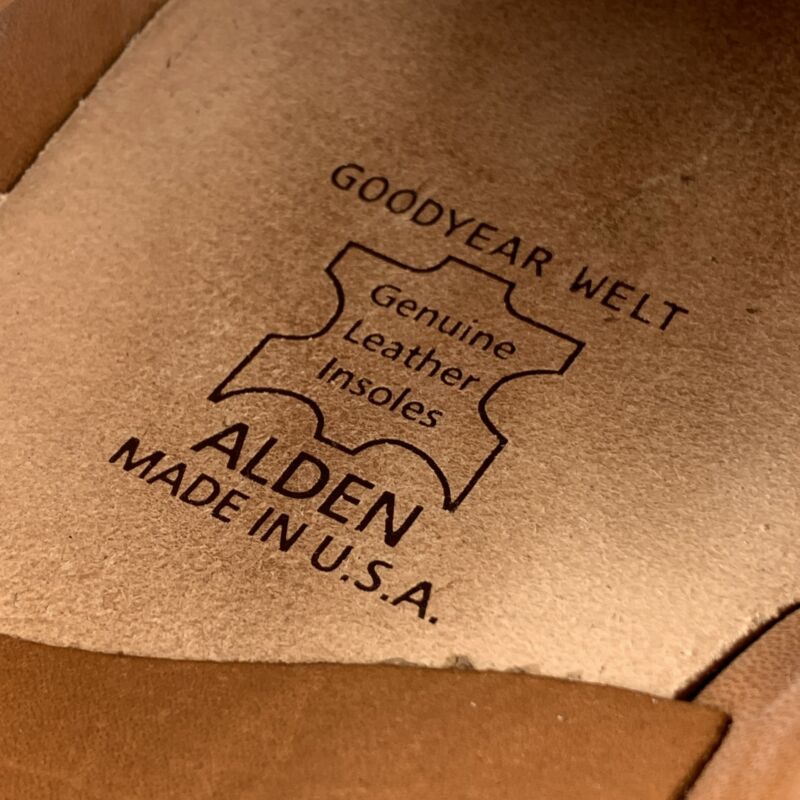 GOODYEAR WELT
Genuine
Leather
Insoles
ALDEN
MADE IN U.S.A.